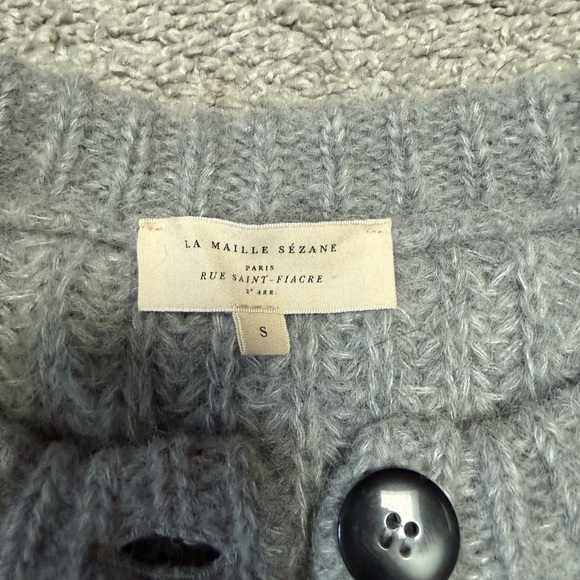 LA MAILLE SÉZANE
PARIS
RUE SAINT-FIACRE
2ᵉ ARR.
S